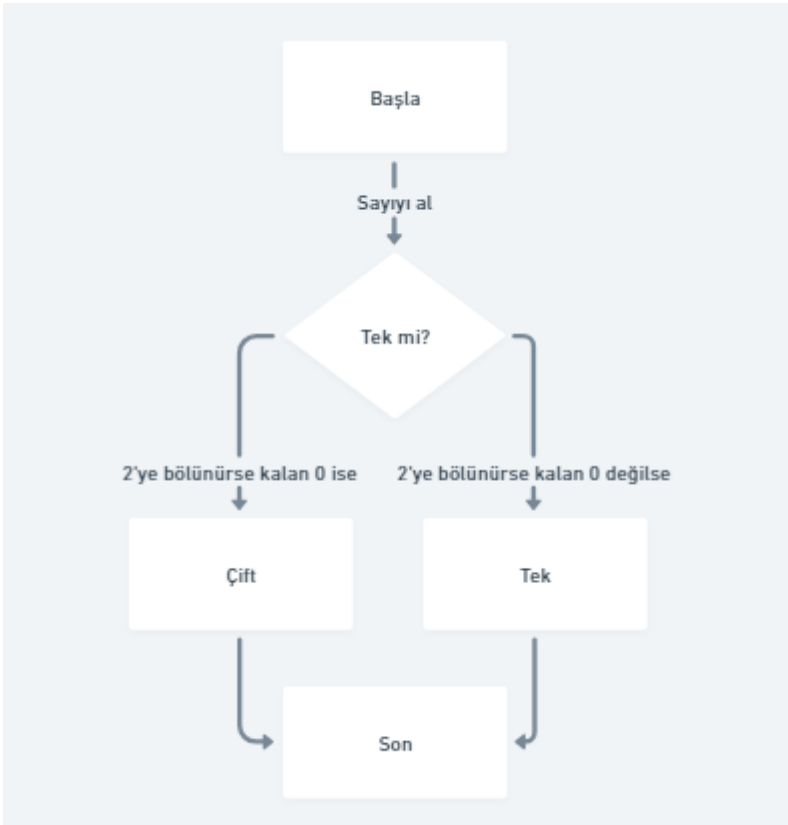 Başla
Sayıyı al
Tek mi?
2'ye bölünürse kalan 0 ise
2'ye bölünürse kalan 0 değilse
Çift
Tek
Son